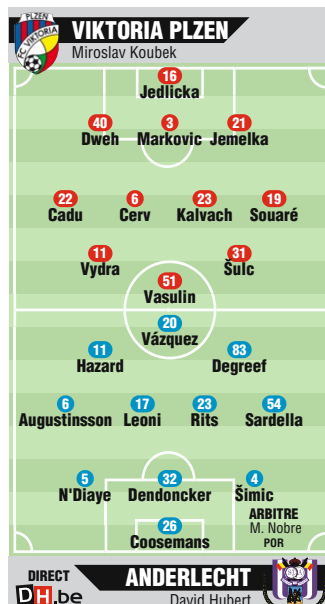 VIKTORIA PLZEN
Miroslav Koubek
PLZEŇ
FC VIKTORIA
16
Jedlicka
40 3 21
Dweh Markovic Jemelka
22 6 23 19
Cadu Cerv Kalvach Souaré
11 31
Vydra Šulc
51
Vasulin
20
Vázquez
11 83
Hazard Degreef
6 17 23 54
Augustinsson Leoni Rits Sardella
5 32 4
N'Diaye Dendoncker Šimic
26
Coosemans
ARBITRE
M. Nobre
POR
DIRECT
DH.be
ANDERLECHT
David Hubert